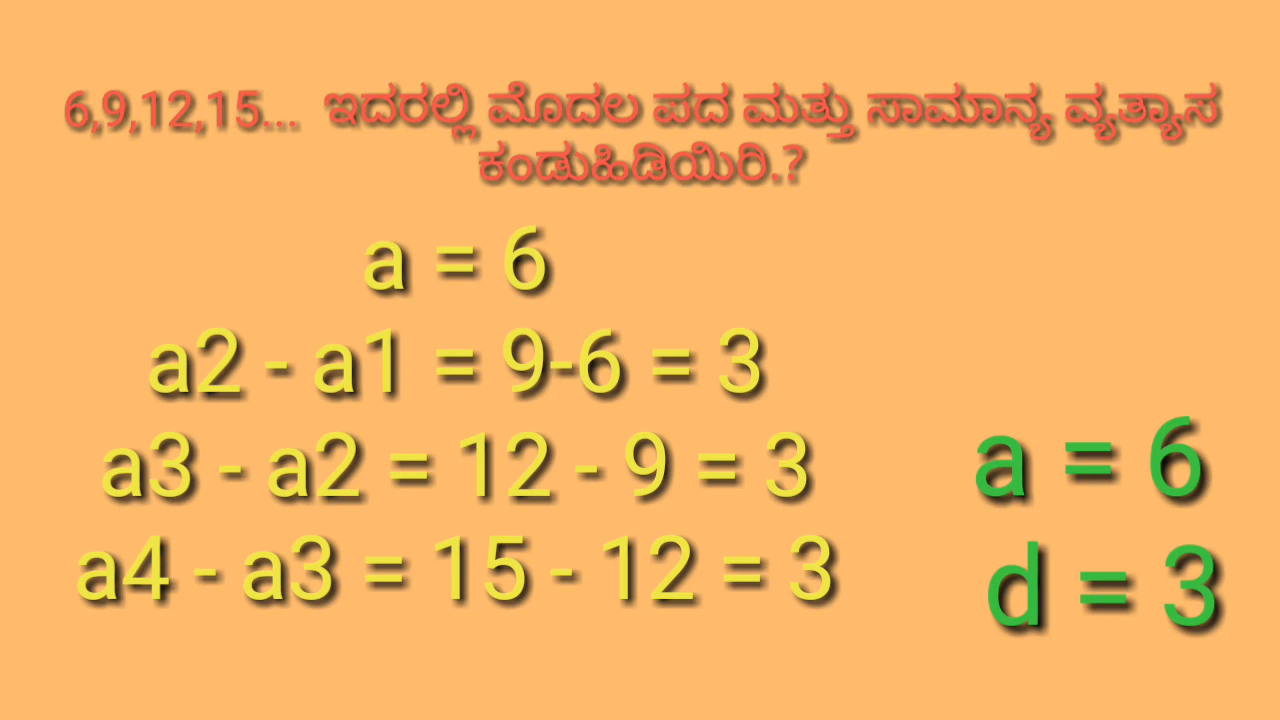 6,9,12,15... ಇದರಲ್ಲಿ ಮೊದಲ ಪದ ಮತ್ತು ಸಾಮಾನ್ಯ ವ್ಯತ್ಯಾಸ
ಕಂಡುಹಿಡಿಯಿರಿ.?
a = 6
a2 - a1 = 9-6 = 3
a3 - a2 = 12 - 9 = 3
a4 - a3 = 15 - 12 = 3
a = 6
d = 3